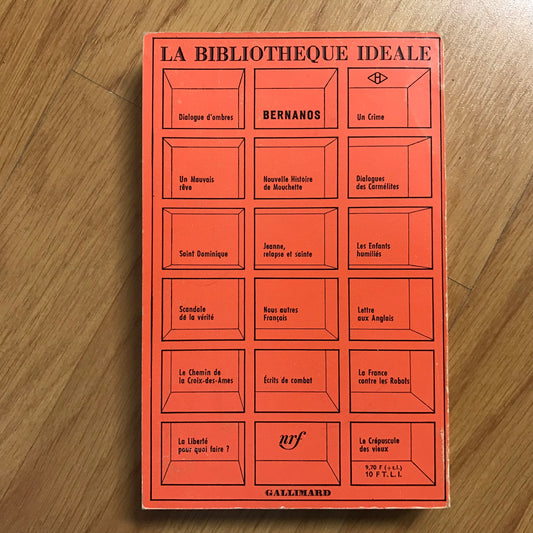 LA BIBLIOTHEQUE IDEALE
Dialogue d'ombres
BERNANOS
H
Un Crime
Un Mauvais
rêve
Nouvelle Histoire
de Mouchette
Dialogues
des Carmélites
Saint Dominique
Jeanne,
relapse et sainte
Les Enfants
humiliés
Scandale
de la vérité
Nous autres
Français
Lettre
aux Anglais
Le Chemin de
la Croix-des-Ames
Écrits de combat
La France
contre les Robots
La Liberté
pour quoi faire ?
nrf
Le Crépuscule
des vieux
9,70 F (+ t.l.)
10 F T.L.I.
GALLIMARD